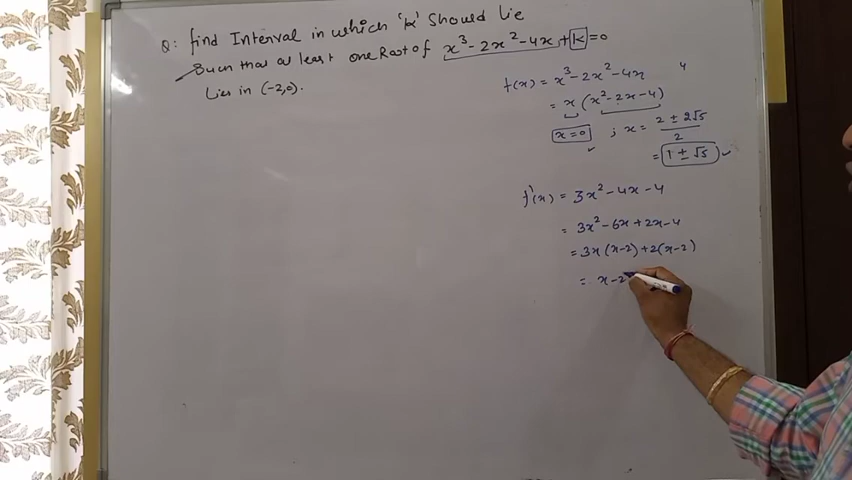 Q: find Interval in which 'k' Should lie
Such that at least one Root of x³ - 2x² - 4x + k = 0
Lies in (-2,0).
f(x) = x³ - 2x² - 4x
= x (x² - 2x - 4)
x = 0 ; x = 2 ± 2√5 / 2
= 1 ± √5
f'(x) = 3x² - 4x - 4
= 3x² - 6x + 2x - 4
= 3x (x-2) + 2(x-2)
= x - 2